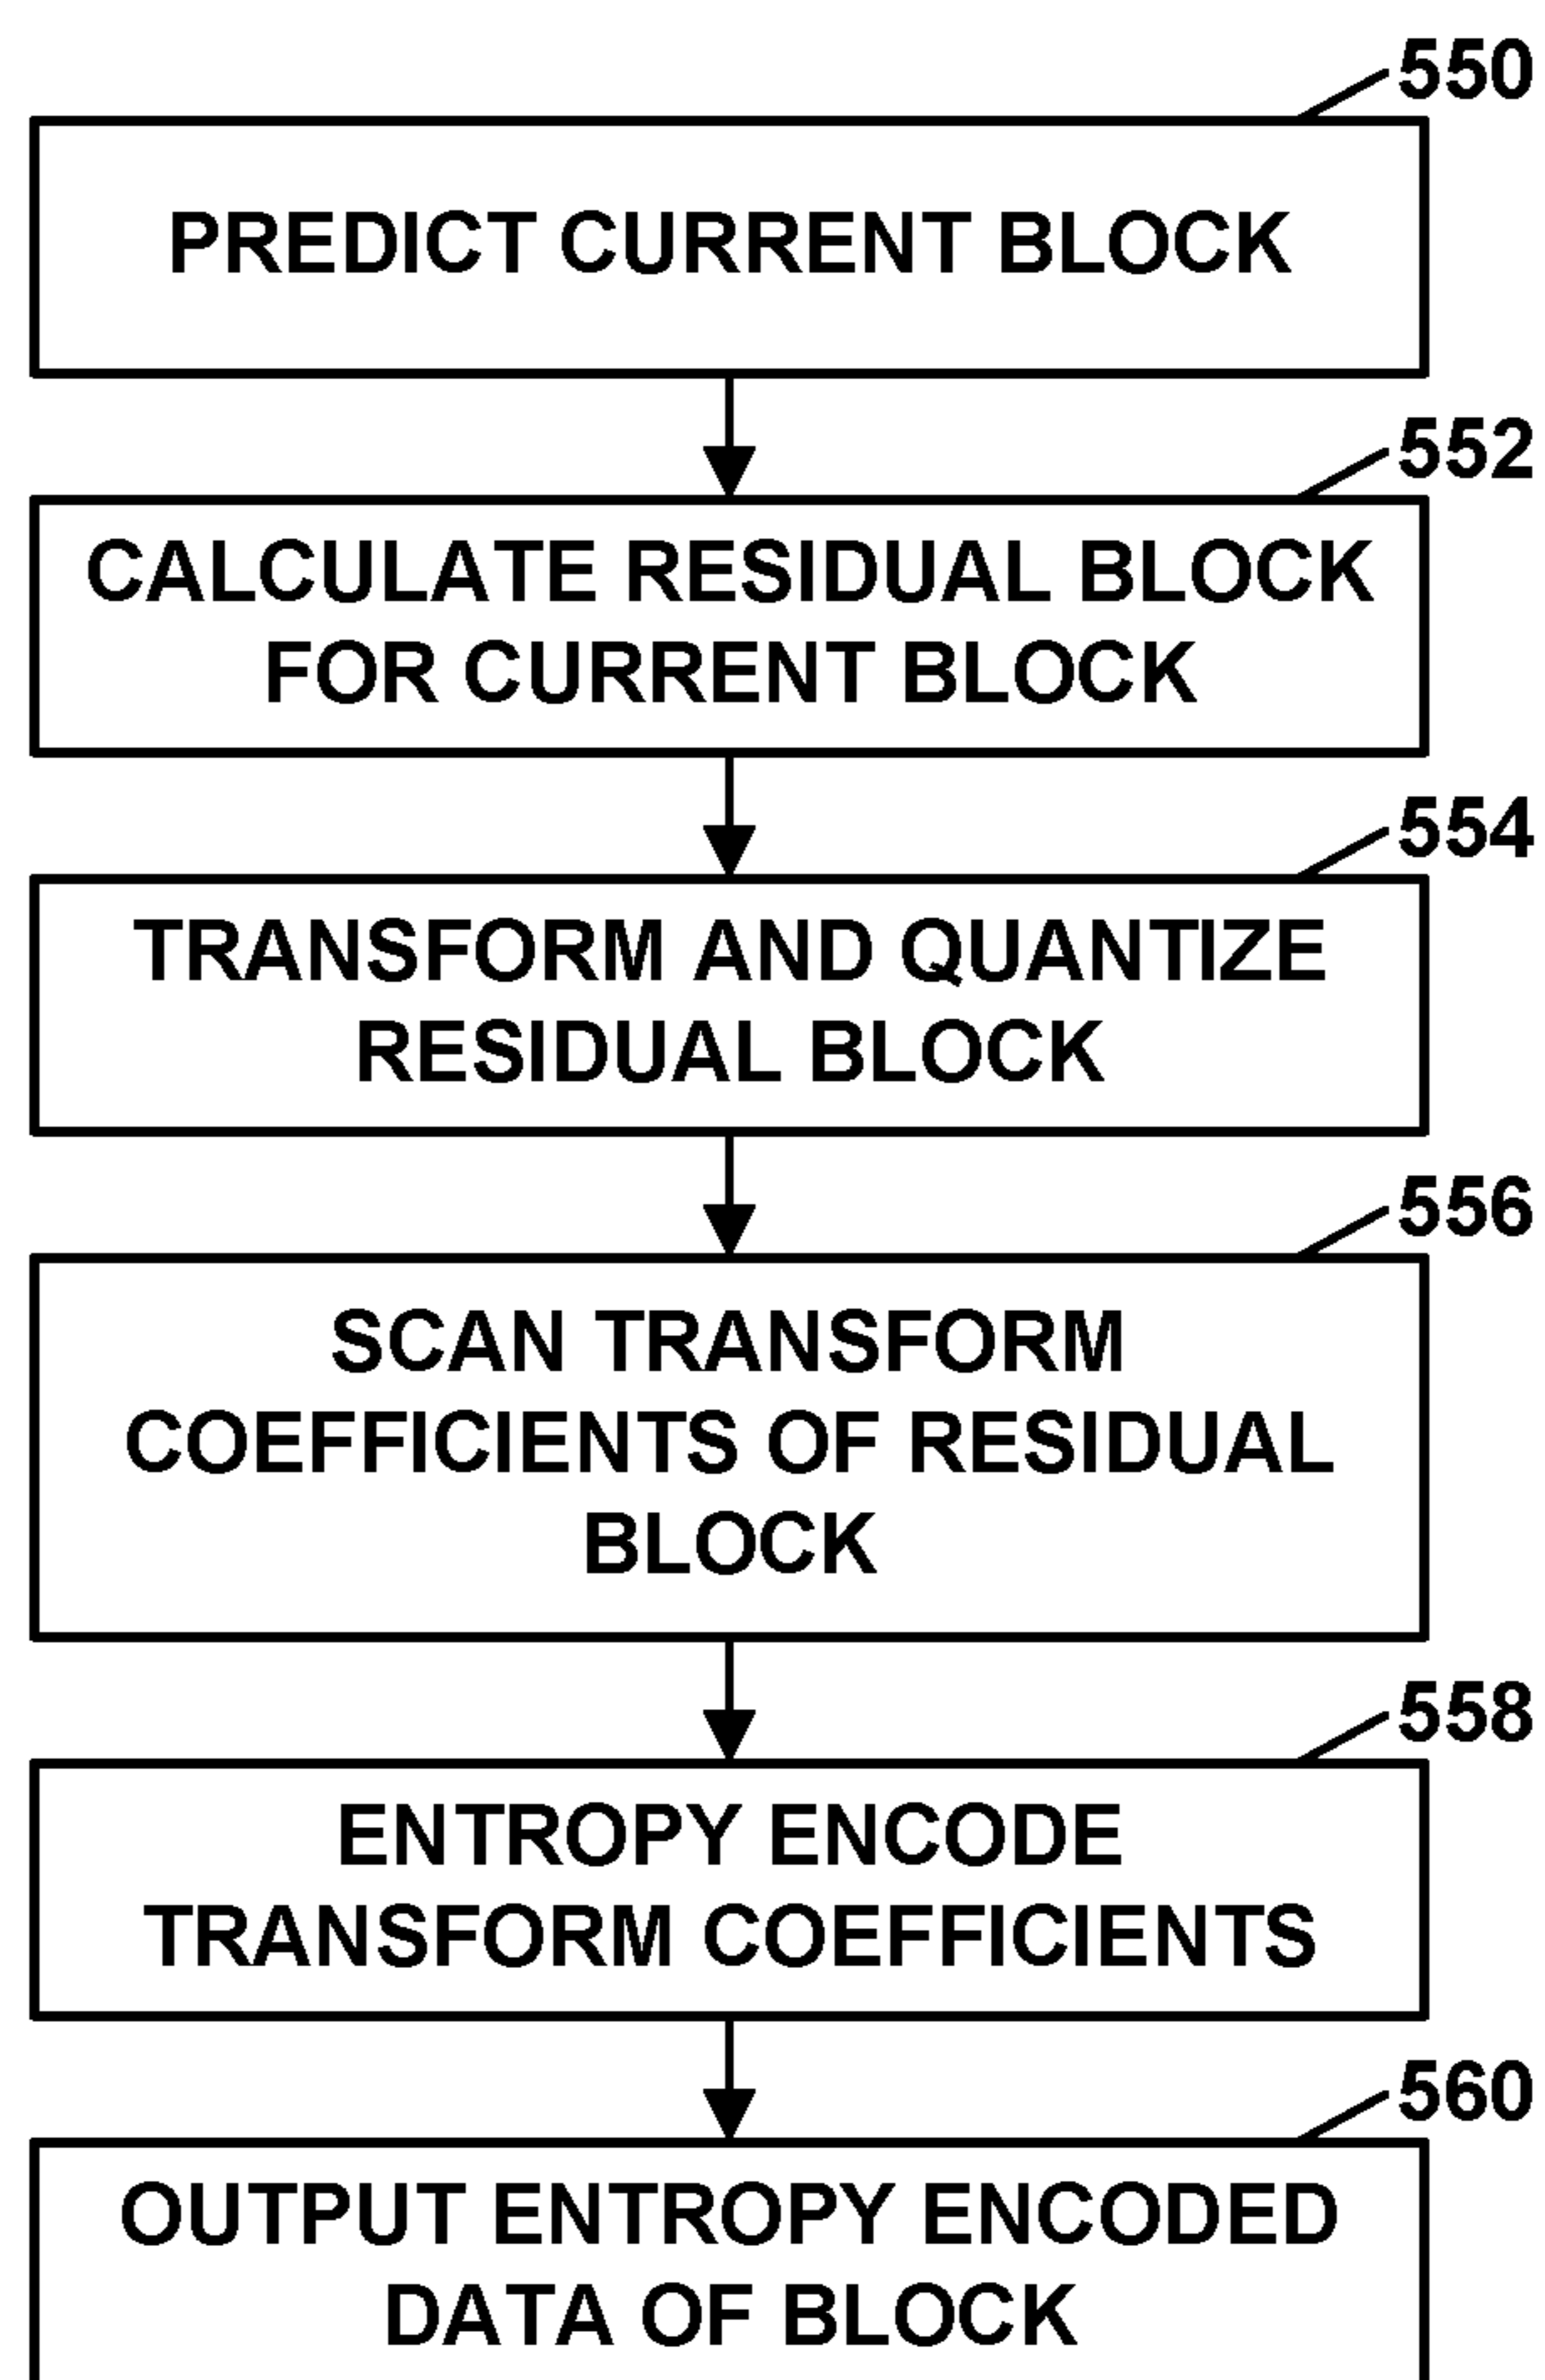 550
PREDICT CURRENT BLOCK
552
CALCULATE RESIDUAL BLOCK
FOR CURRENT BLOCK
554
TRANSFORM AND QUANTIZE
RESIDUAL BLOCK
556
SCAN TRANSFORM
COEFFICIENTS OF RESIDUAL
BLOCK
558
ENTROPY ENCODE
TRANSFORM COEFFICIENTS
560
OUTPUT ENTROPY ENCODED
DATA OF BLOCK